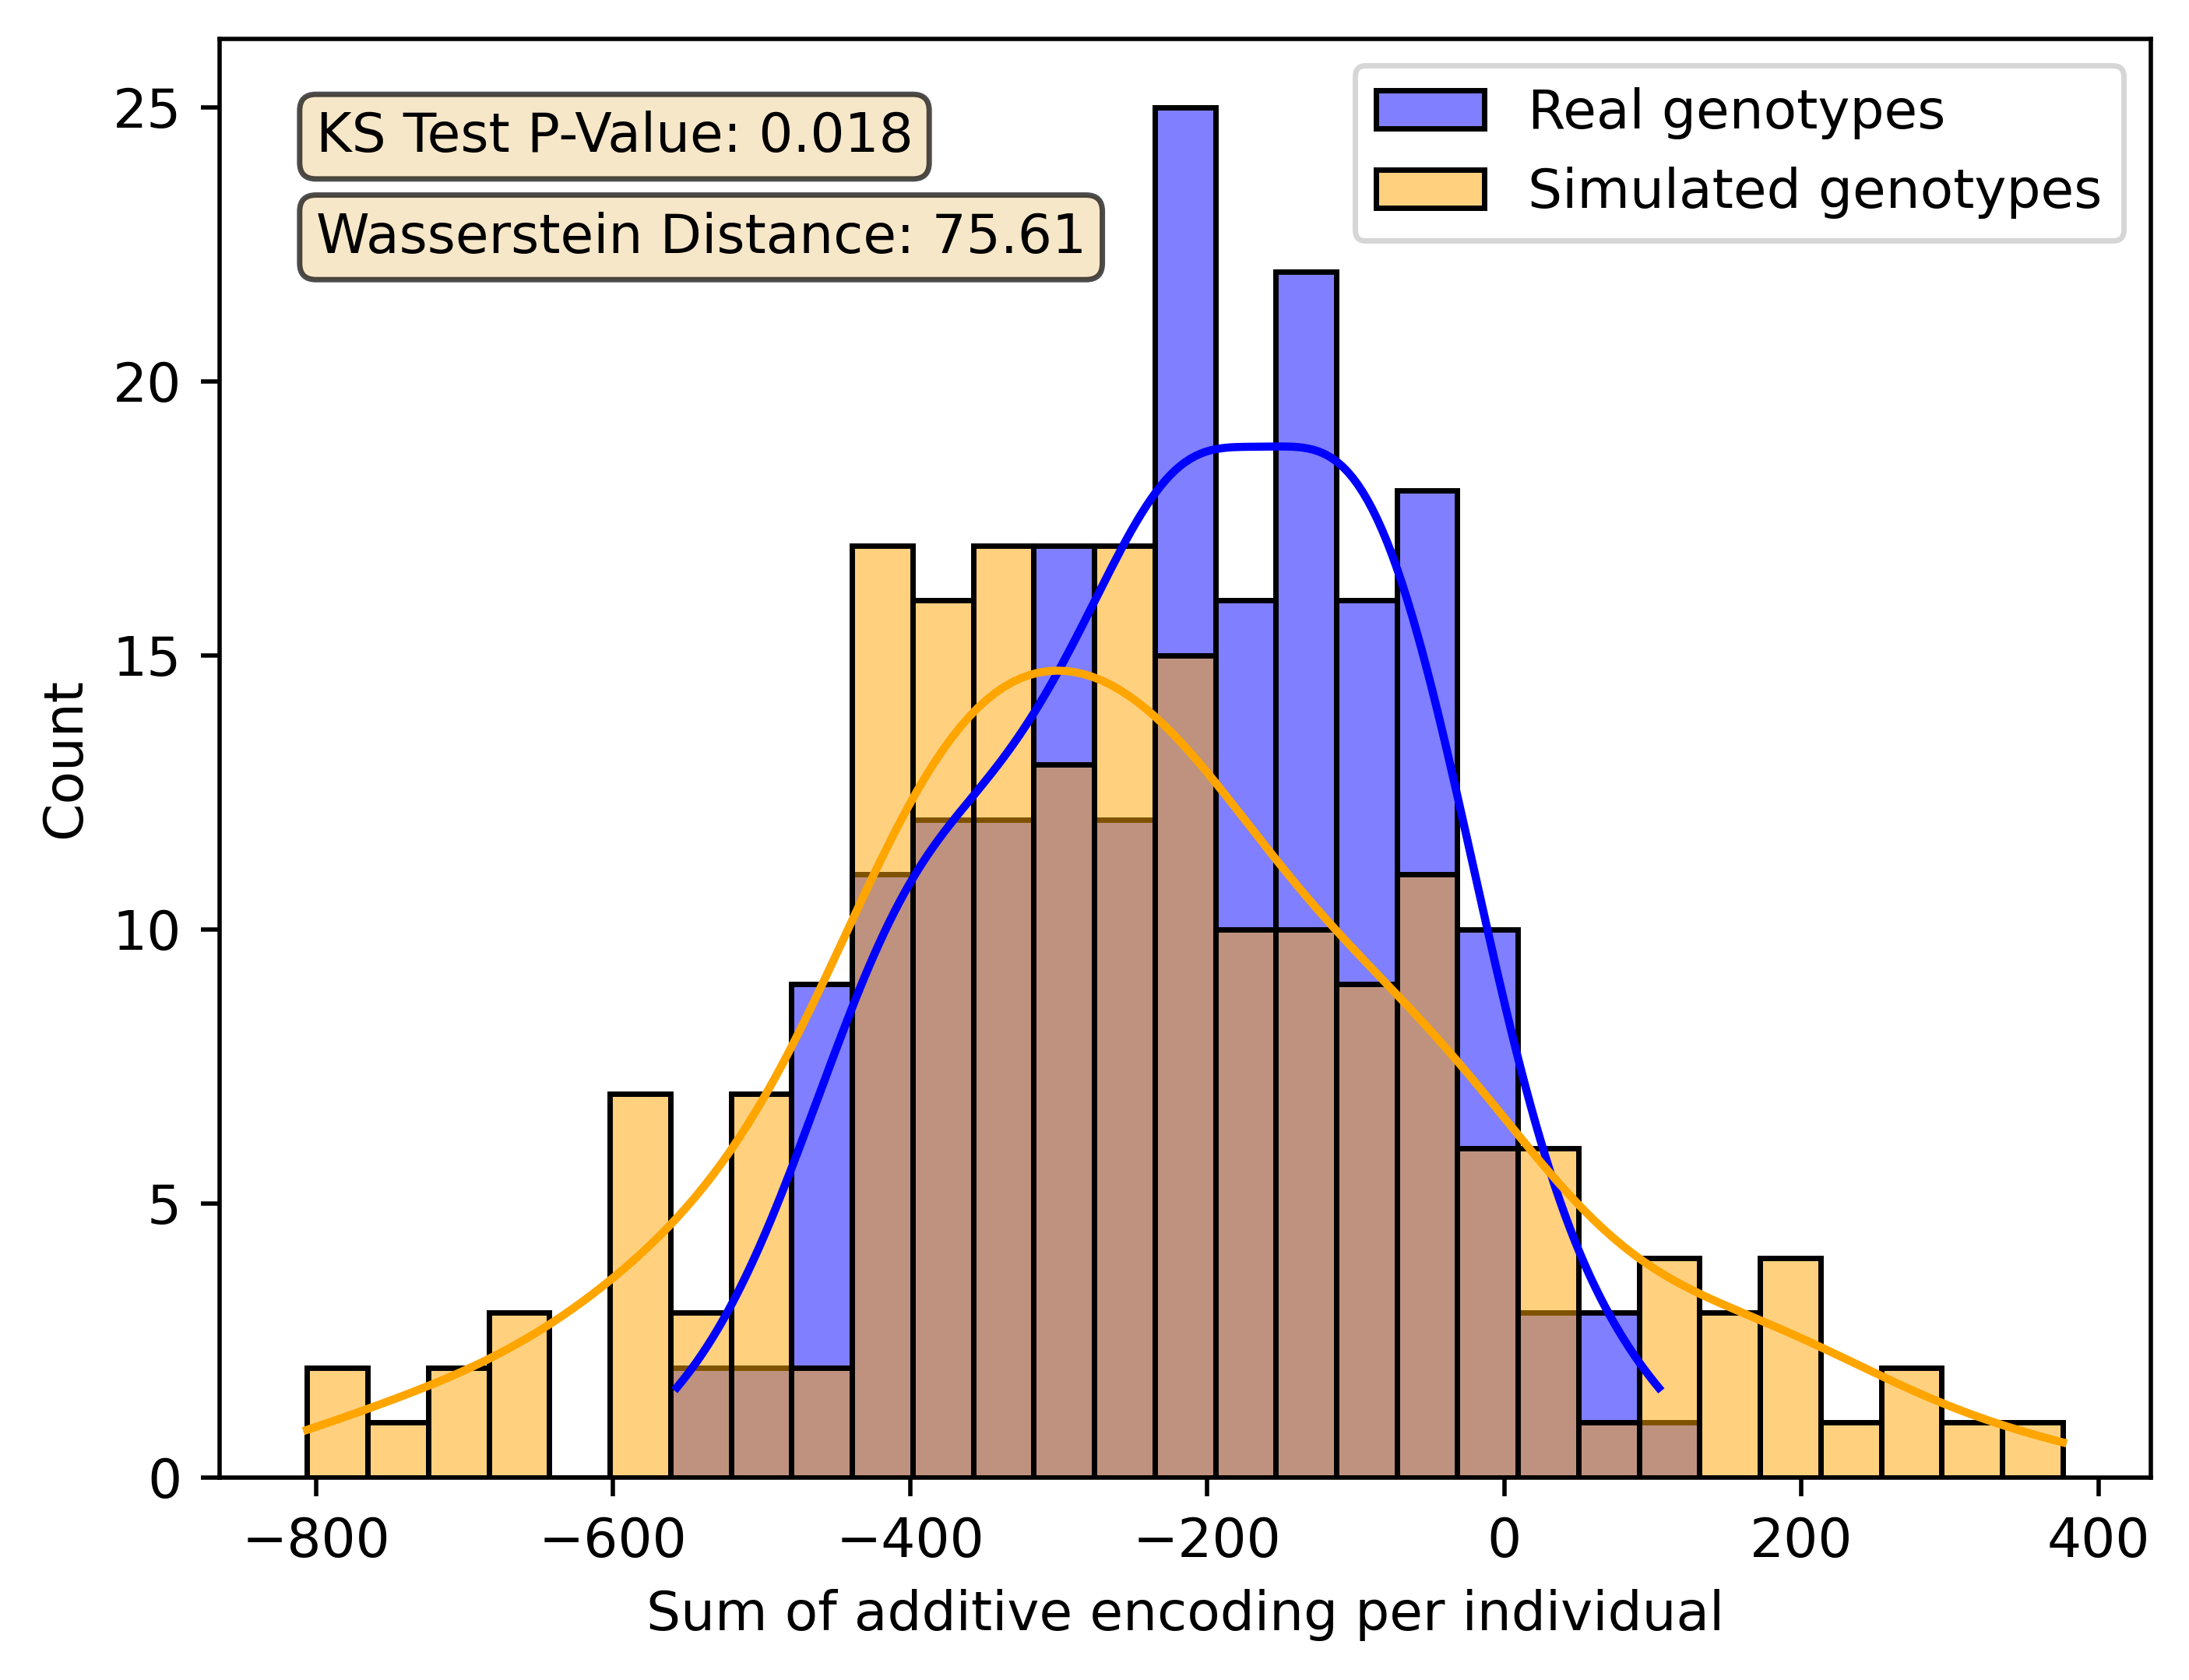 KS Test P-Value: 0.018
Wasserstein Distance: 75.61
Real genotypes
Simulated genotypes
25
20
15
10
5
0
Count
−800 −600 −400 −200 0 200 400
Sum of additive encoding per individual